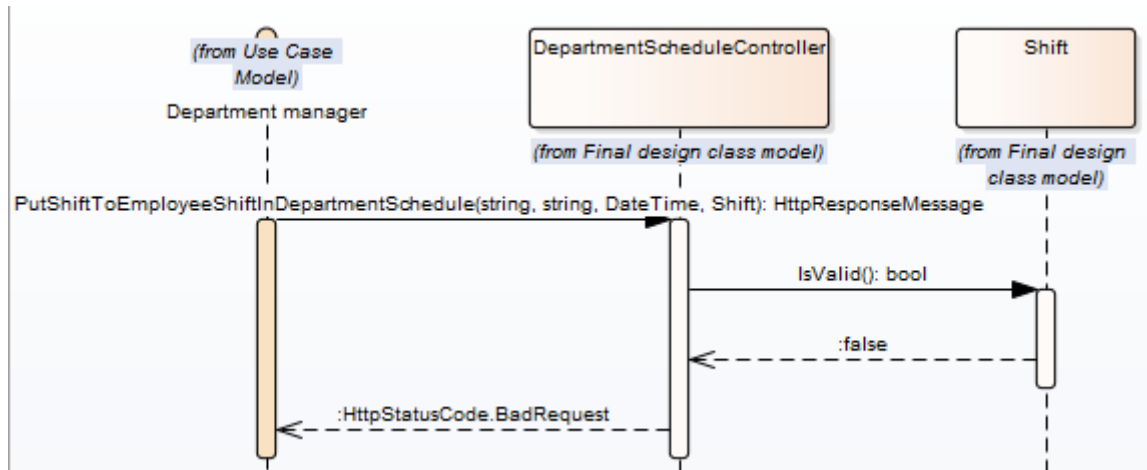 (from Use Case
Model)
Department manager
DepartmentScheduleController
(from Final design class model)
Shift
(from Final design
class model)
PutShiftToEmployeeShiftInDepartmentSchedule(string, string, DateTime, Shift): HttpResponseMessage
IsValid(): bool
:false
:HttpStatusCode.BadRequest